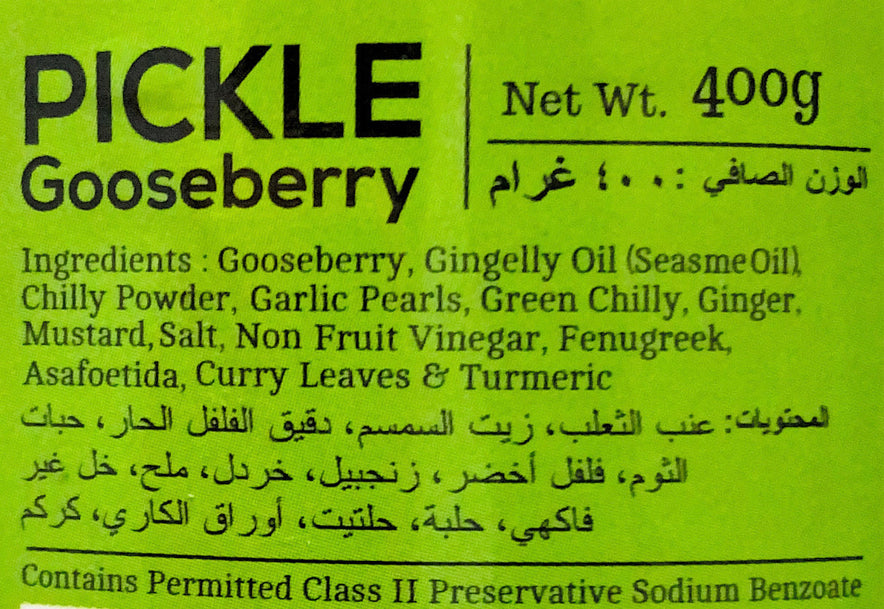 PICKLE
Gooseberry
Net Wt. 400g
الوزن الصافي : ٤٠٠ غرام
Ingredients : Gooseberry, Gingelly Oil (Seasme Oil),
Chilly Powder, Garlic Pearls, Green Chilly, Ginger,
Mustard, Salt, Non Fruit Vinegar, Fenugreek,
Asafoetida, Curry Leaves & Turmeric
المحتويات: عنب الثعلب، زيت السمسم، دقيق الفلفل الحار، حبات
الثوم، فلفل أخضر، زنجبيل، خردل، ملح، خل غير
فاكهي، حلبة، حلتيت، أوراق الكاري، كركم
Contains Permitted Class II Preservative Sodium Benzoate